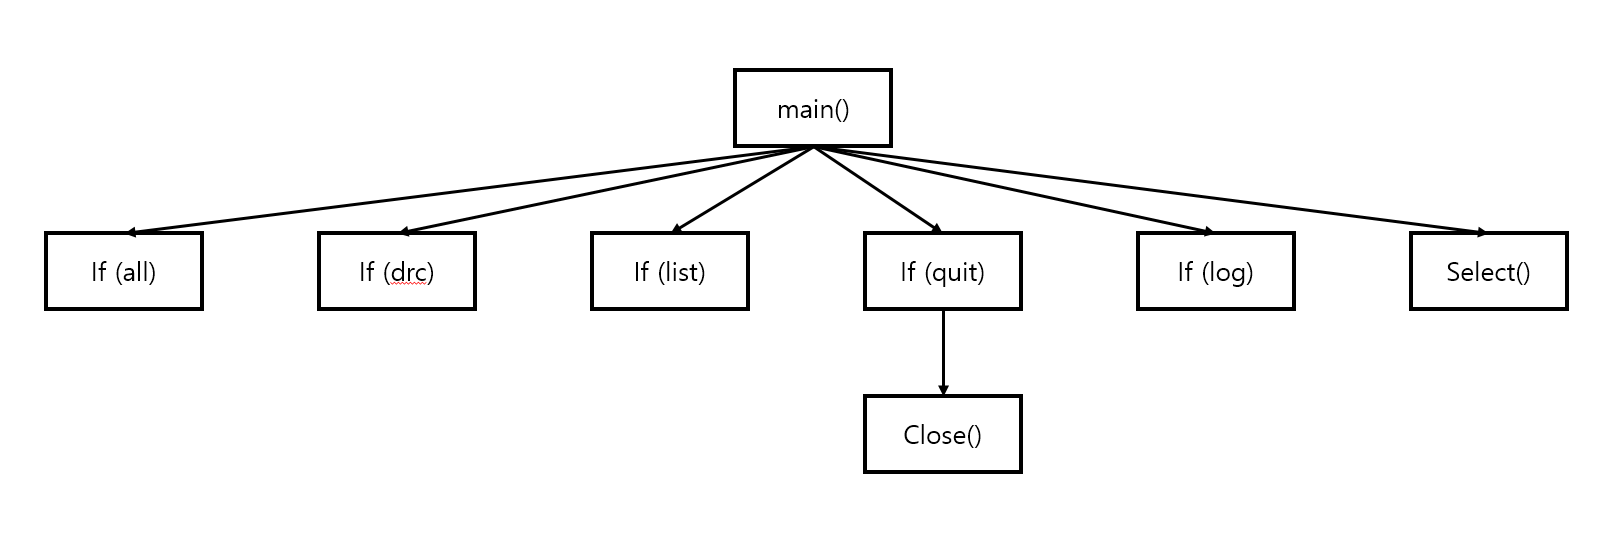 main()
If (all)
If (drc)
If (list)
If (quit)
If (log)
Select()
Close()